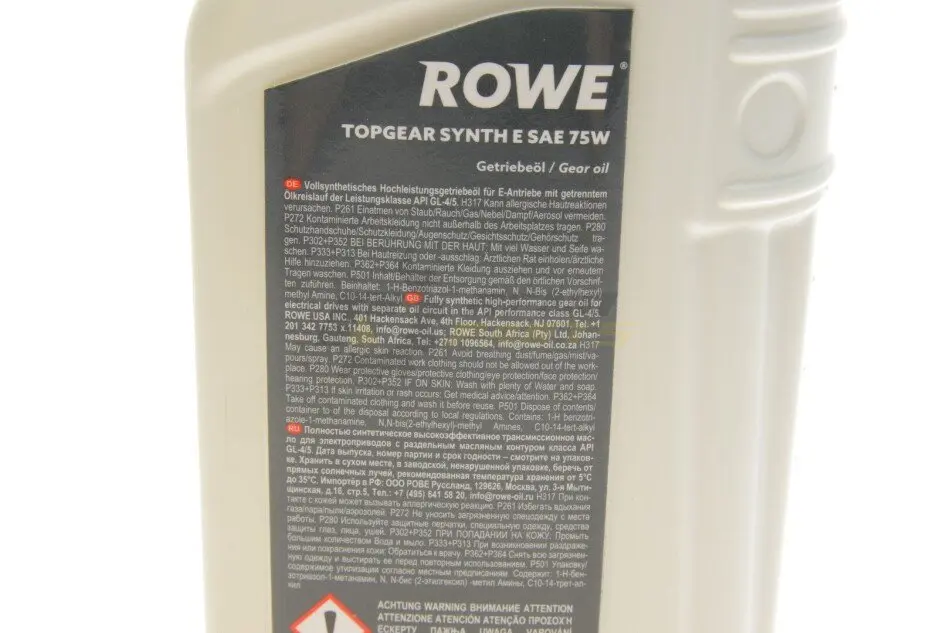 ROWE®
TOPGEAR SYNTH E SAE 75W
Getriebeöl / Gear oil
DE Vollsynthetisches Hochleistungsgetriebeöl für E-Antriebe mit getrenntem
Ölkreislauf der Leistungsklasse API GL-4/5. H317 Kann allergische Hautreaktionen
verursachen. P261 Einatmen von Staub/Rauch/Gas/Nebel/Dampf/Aerosol vermeiden.
P272 Kontaminierte Arbeitskleidung nicht außerhalb des Arbeitsplatzes tragen. P280
Schutzhandschuhe/Schutzkleidung/Augenschutz/Gesichtsschutz/Gehörschutz tra-
gen. P302+P352 BEI BERÜHRUNG MIT DER HAUT: Mit viel Wasser und Seife wa-
schen. P333+P313 Bei Hautreizung oder -ausschlag: Ärztlichen Rat einholen/ärztliche
Hilfe hinzuziehen. P362+P364 Kontaminierte Kleidung ausziehen und vor erneutem
Tragen waschen. P501 Inhalt/Behälter der Entsorgung gemäß den örtlichen Vorschrif-
ten zuführen. Beinhaltet: 1-H-Benzotriazol-1-methanamin, N, N-Bis (2-ethylhexyl)
methyl Amine, C10-14-tert-Alkyl GB Fully synthetic high-performance gear oil for
electrical drives with separate oil circuit in the API performance class GL-4/5.
ROWE USA INC., 401 Hackensack Ave, 4th Floor, Hackensack, NJ 07601, Tel. +1
201 342 7753 x.11408, info@rowe-oil.us; ROWE South Africa (Pty) Ltd. Johan-
nesburg, Gauteng, South Africa, Tel: +2710 1096564, info@rowe-oil.co.za H317
May cause an allergic skin reaction. P261 Avoid breathing dust/fume/gas/mist/va-
pours/spray. P272 Contaminated work clothing should not be allowed out of the work-
place. P280 Wear protective gloves/protective clothing/eye protection/face protection/
hearing protection. P302+P352 IF ON SKIN: Wash with plenty of Water and soap.
P333+P313 If skin irritation or rash occurs: Get medical advice/attention. P362+P364
Take off contaminated clothing and wash it before reuse. P501 Dispose of contents/
container to of the disposal according to local regulations. Contains: 1-H benzotri-
azole-1-methanamine, N,N-bis(2-ethylhexyl)-methyl Amines, C10-14-tert-alkyl
RU Полностью синтетическое высокоэффективное трансмиссионное мас-
ло для электроприводов с раздельным масляным контуром класса API
GL-4/5. Дата выпуска, номер партии и срок годности – смотрите на упаков-
ке. Хранить в сухом месте, в заводской, ненарушенной упаковке, беречь от
прямых солнечных лучей, рекомендованная температура хранения от 5°C
до 35°C. Импортёр в РФ: ООО РОВЕ Руссланд, 129626, Москва, ул. 3-я Мыти-
щинская, д.16, стр.5, Тел.: +7 (495) 641 58 20, info@rowe-oil.ru H317 При кон-
такте с кожей может вызывать аллергическую реакцию. P261 Избегать вдыхания
газа/пара/пыли/аэрозолей. P272 Не уносить загрязненную спецодежду с места
работы. P280 Используйте защитные перчатки, специальную одежду, средства
защиты глаз, лица, ушей. P302+P352 ПРИ ПОПАДАНИИ НА КОЖУ: Промыть
большим количеством Вода и мыло. P333+P313 При возникновении раздраже-
ния или покраснения кожи: Обратиться к врачу. P362+P364 Снять всю загрязнен-
ную одежду и выстирать ее перед повторным использованием. P501 Упаковку/
содержимое утилизации согласно местным предписаниям. Содержит: 1-H-бен-
зотриазол-1-метанамин, N, N-бис (2-этилгексил) -метил Амины, C10-14-трет-ал-
кил
ACHTUNG WARNING ВНИМАНИЕ ATTENTION
ATTENZIONE ATENCIÓN ATENÇÃO ΠΡΟΣΟΧΗ